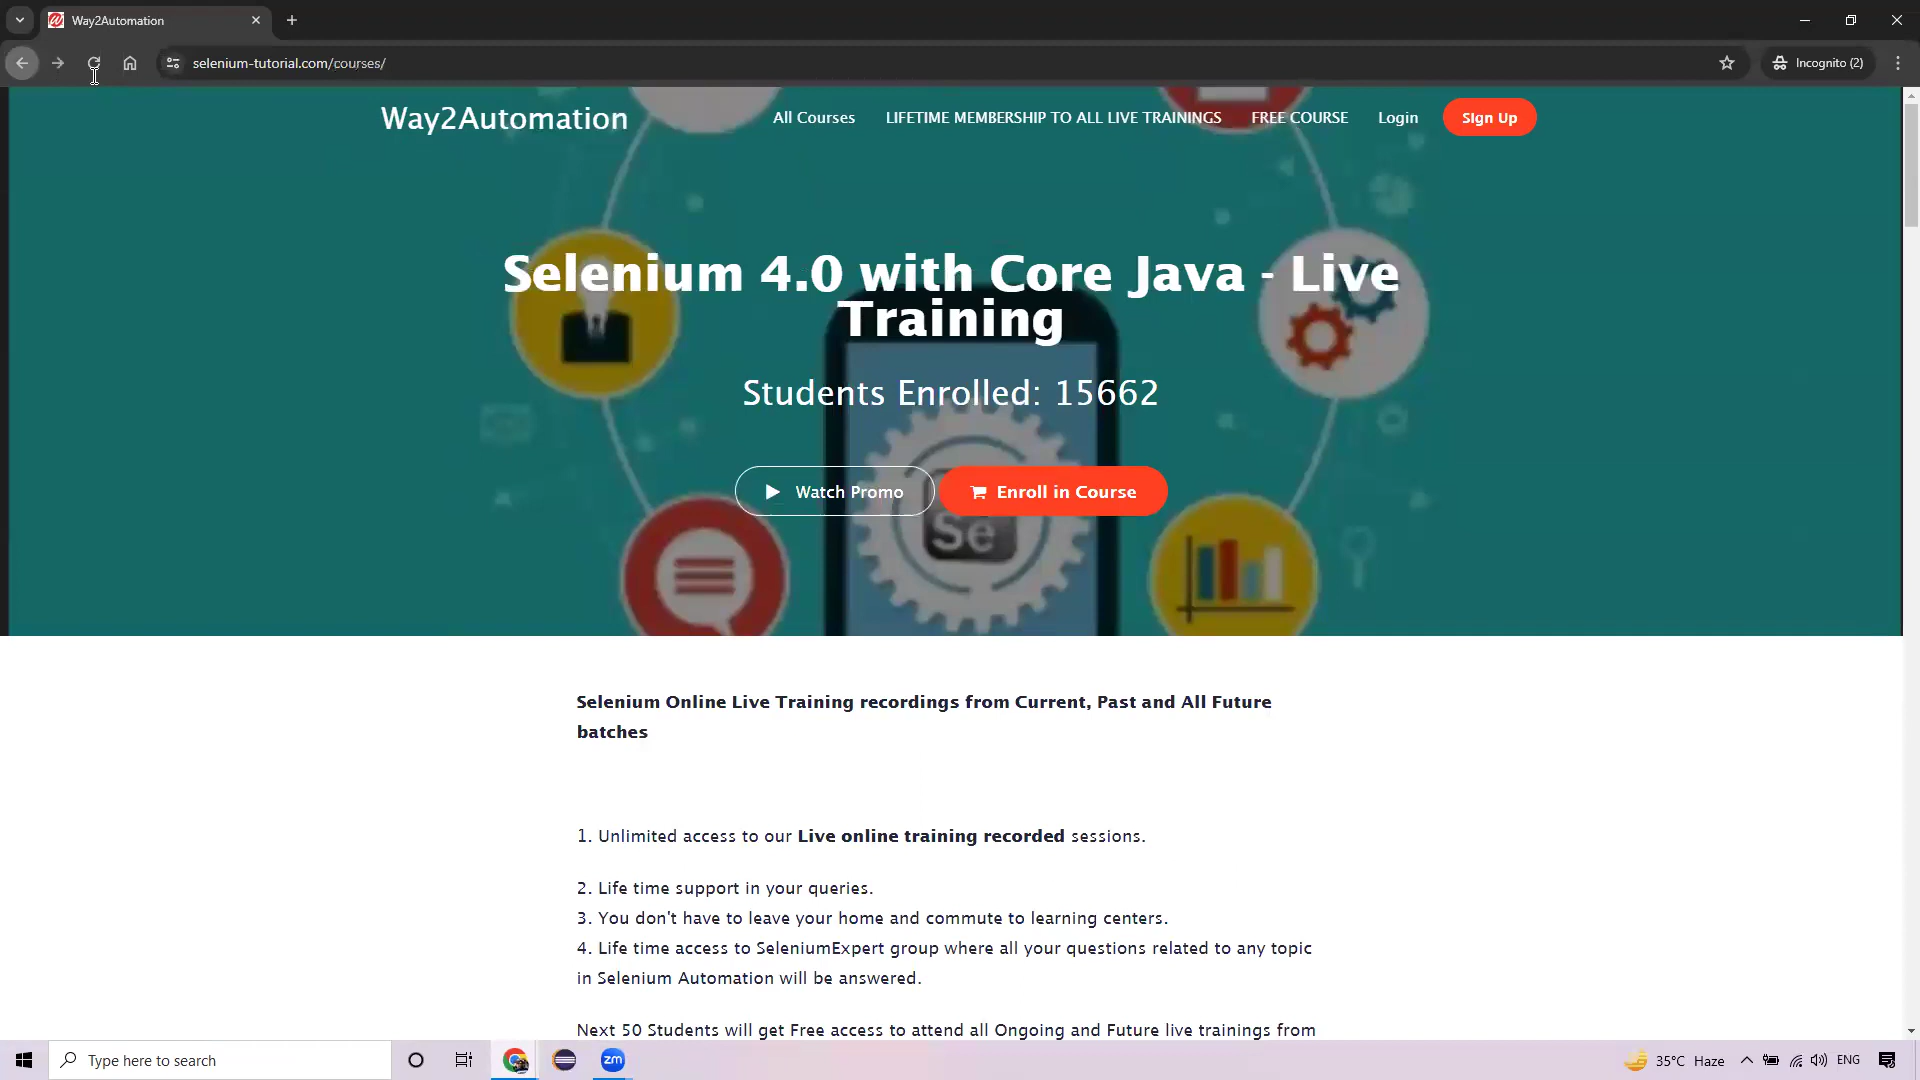 Way2Automation
selenium-tutorial.com/courses/
Incognito (2)
Way2Automation
All Courses
LIFETIME MEMBERSHIP TO ALL LIVE TRAININGS
FREE COURSE
Login
Sign Up
Selenium 4.0 with Core Java - Live
Training
Students Enrolled: 15662
Watch Promo
Enroll in Course
Se
Selenium Online Live Training recordings from Current, Past and All Future
batches
1. Unlimited access to our Live online training recorded sessions.
2. Life time support in your queries.
3. You don't have to leave your home and commute to learning centers.
4. Life time access to SeleniumExpert group where all your questions related to any topic
in Selenium Automation will be answered.
Next 50 Students will get Free access to attend all Ongoing and Future live trainings from
Type here to search
zm
35°C Haze
ENG